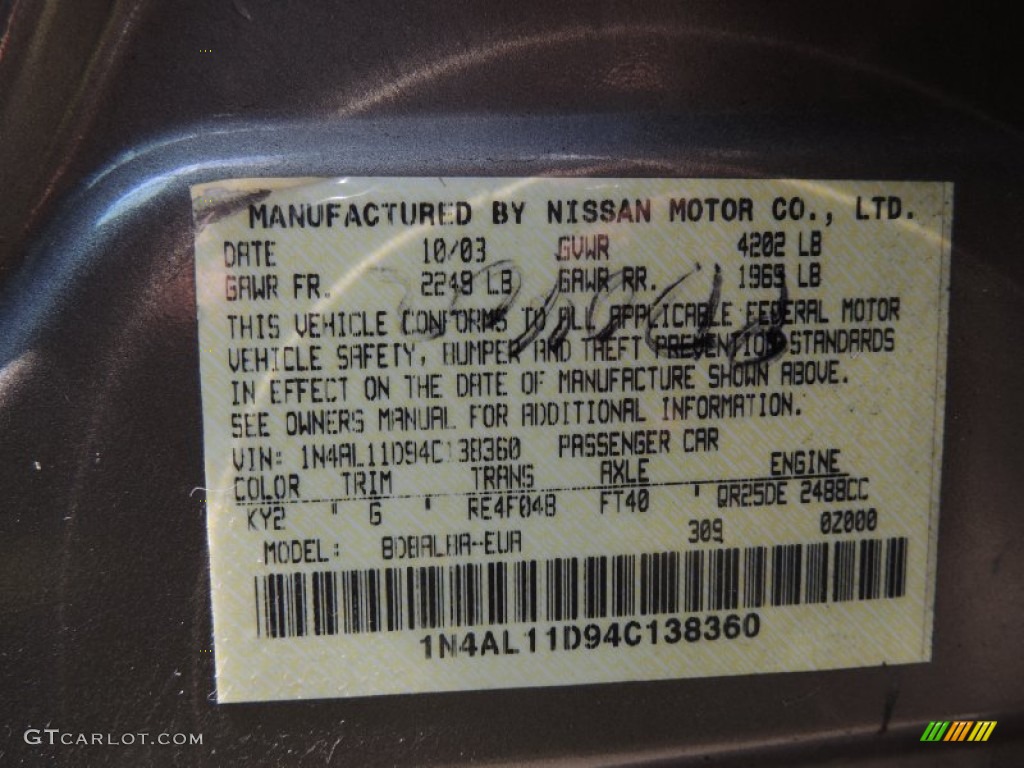 MANUFACTURED BY NISSAN MOTOR CO., LTD.
DATE 10/03 GVWR 4202 LB
GAWR FR. 2249 LB GAWR RR. 1969 LB
THIS VEHICLE CONFORMS TO ALL APPLICABLE FEDERAL MOTOR
VEHICLE SAFETY, BUMPER AND THEFT PREVENTION STANDARDS
IN EFFECT ON THE DATE OF MANUFACTURE SHOWN ABOVE.
SEE OWNERS MANUAL FOR ADDITIONAL INFORMATION.
VIN: 1N4AL11D94C138360 PASSENGER CAR
COLOR TRIM TRANS AXLE ENGINE
KY2 " G ' RE4F04B FT40 ' QR25DE 2488CC
309 0Z000
MODEL: BDBALBA-EUA
1N4AL11D94C138360
GTCARLOT.COM